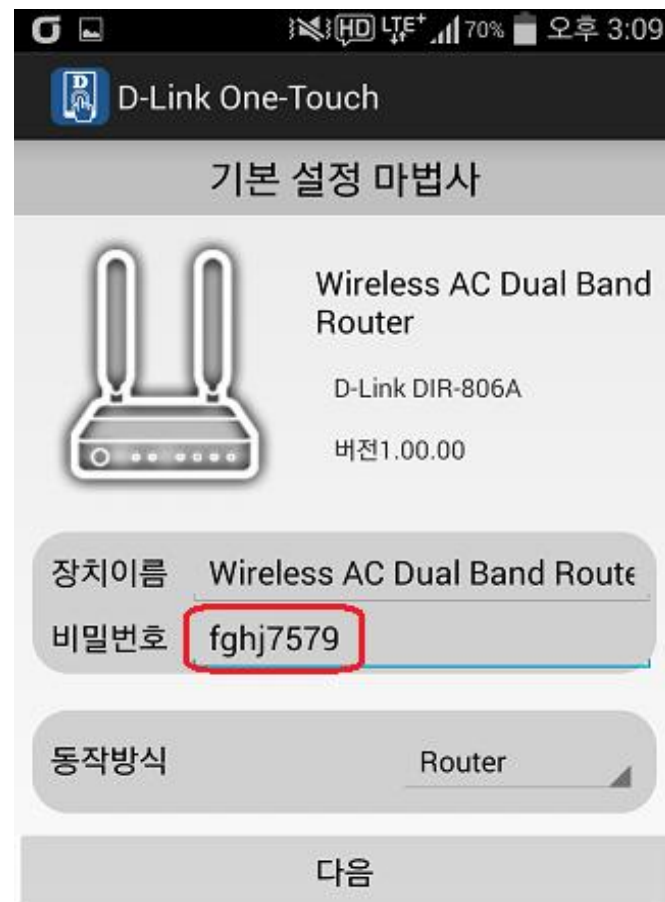 HD LTE+ 70% 오후 3:09
D-Link One-Touch
기본 설정 마법사
Wireless AC Dual Band
Router
D-Link DIR-806A
버전1.00.00
장치이름 Wireless AC Dual Band Route
비밀번호 fghj7579
동작방식 Router
다음